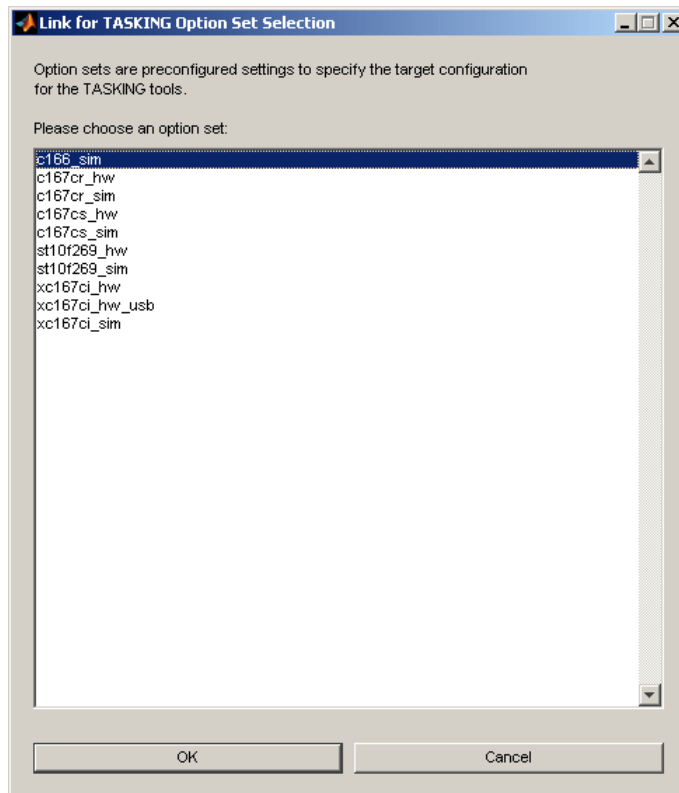 Link for TASKING Option Set Selection
Option sets are preconfigured settings to specify the target configuration
for the TASKING tools.
Please choose an option set:
c166_sim
c167cr_hw
c167cr_sim
c167cs_hw
c167cs_sim
st10f269_hw
st10f269_sim
xc167ci_hw
xc167ci_hw_usb
xc167ci_sim
OK Cancel